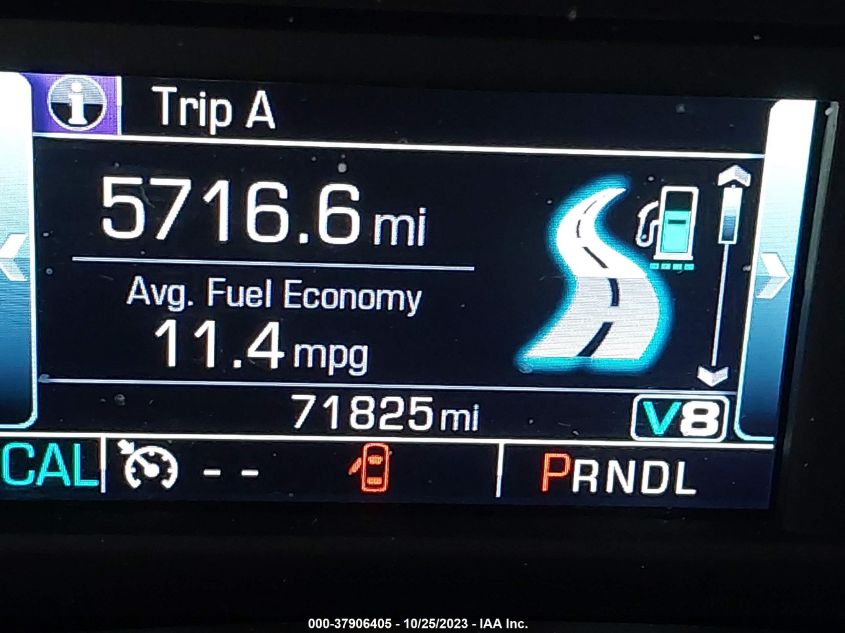 Trip A
5716.6 mi
Avg. Fuel Economy
11.4 mpg
71825 mi
V8
CAL
--
PRNDL
000-37906405 - 10/25/2023 - IAA Inc.